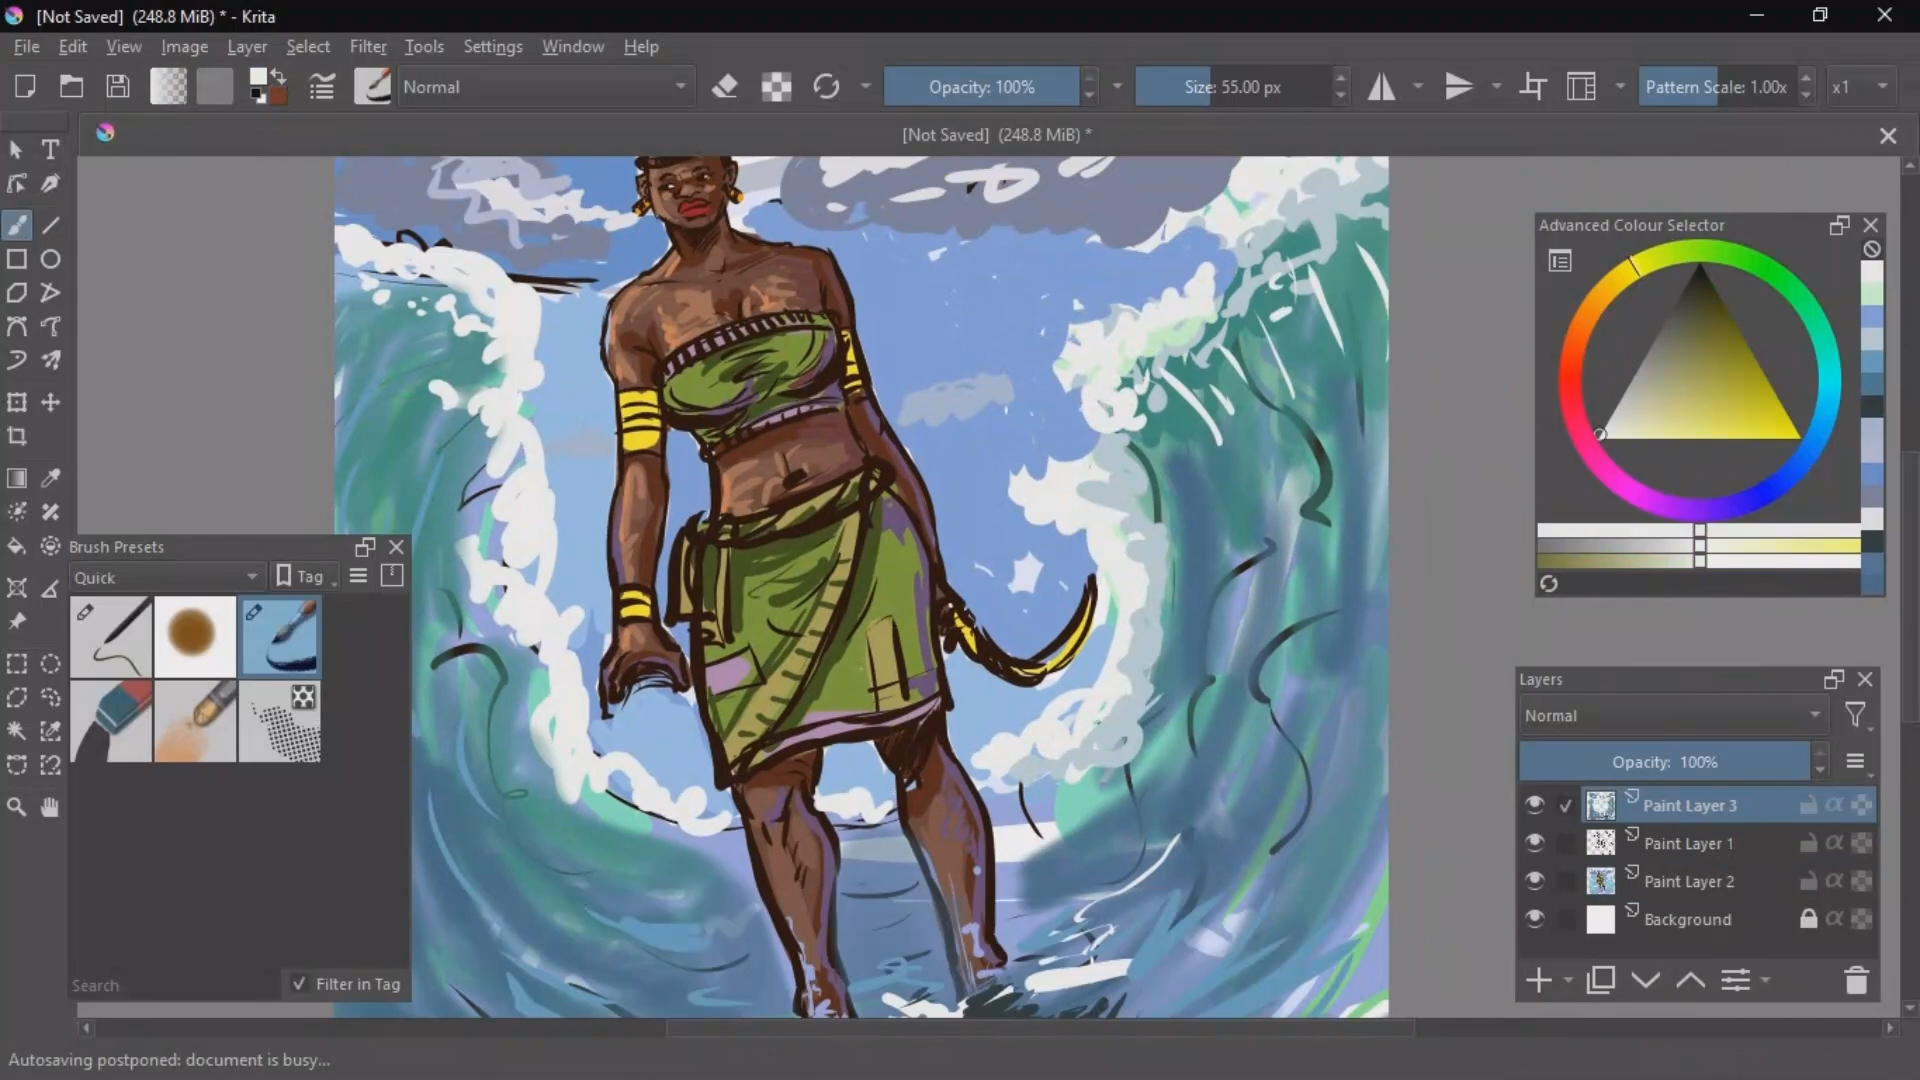 [Not Saved]  (248.8 MiB) * - Krita
File Edit View Image Layer Select Filter Tools Settings Window Help
Normal Opacity: 100% Size: 55.00 px Pattern Scale: 1.00x x1
[Not Saved]  (248.8 MiB) *
Advanced Colour Selector
Brush Presets
Quick Tag
Search Filter in Tag
Layers
Normal
Opacity:  100%
Paint Layer 3
Paint Layer 1
Paint Layer 2
Background
Autosaving postponed: document is busy...